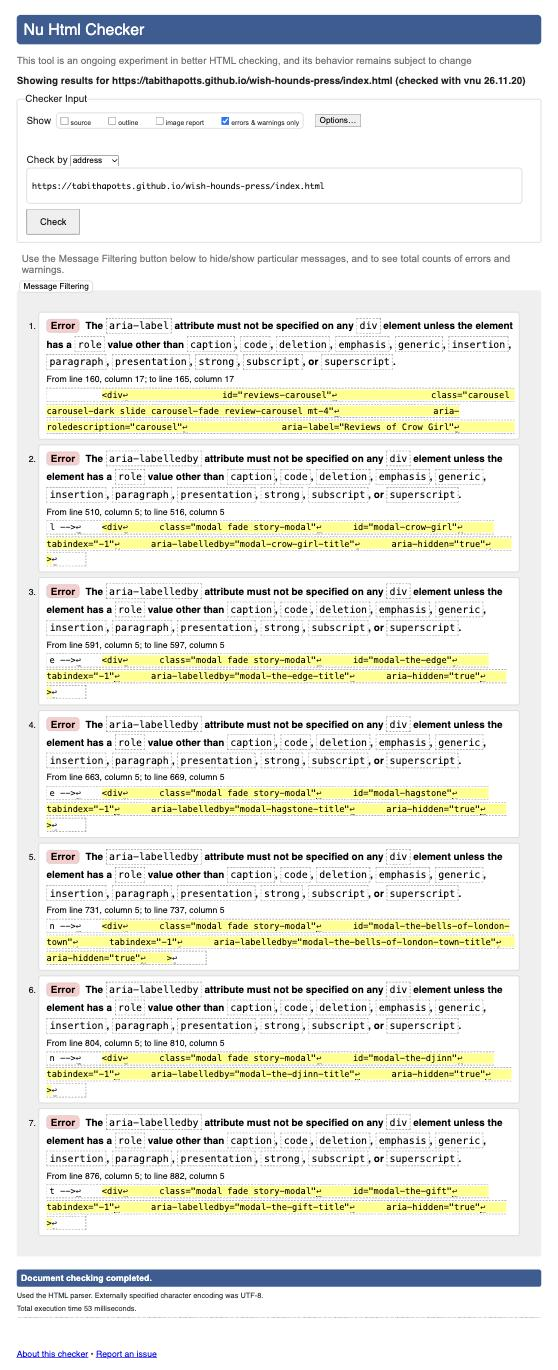 Nu Html Checker
This tool is an ongoing experiment in better HTML checking, and its behavior remains subject to change
Showing results for https://tabithapotts.github.io/wish-hounds-press/index.html (checked with vnu 26.11.20)
Checker Input
Show source outline image report errors & warnings only Options...
Check by address
https://tabithapotts.github.io/wish-hounds-press/index.html
Check
Use the Message Filtering button below to hide/show particular messages, and to see total counts of errors and
warnings.
Message Filtering
1. Error The aria-label attribute must not be specified on any div element unless the element
has a role value other than caption, code, deletion, emphasis, generic, insertion,
paragraph, presentation, strong, subscript, or superscript.
From line 160, column 17; to line 165, column 17
<div↩ id="reviews-carousel"↩ class="carousel
carousel-dark slide carousel-fade review-carousel mt-4"↩ aria-
roledescription="carousel"↩ aria-label="Reviews of Crow Girl"↩
2. Error The aria-labelledby attribute must not be specified on any div element unless the
element has a role value other than caption, code, deletion, emphasis, generic,
insertion, paragraph, presentation, strong, subscript, or superscript.
From line 510, column 5; to line 516, column 5
l -->↩ <div↩ class="modal fade story-modal"↩ id="modal-crow-girl"↩
tabindex="-1"↩ aria-labelledby="modal-crow-girl-title"↩ aria-hidden="true"↩
>↩
3. Error The aria-labelledby attribute must not be specified on any div element unless the
element has a role value other than caption, code, deletion, emphasis, generic,
insertion, paragraph, presentation, strong, subscript, or superscript.
From line 591, column 5; to line 597, column 5
e -->↩ <div↩ class="modal fade story-modal"↩ id="modal-the-edge"↩
tabindex="-1"↩ aria-labelledby="modal-the-edge-title"↩ aria-hidden="true"↩
>↩
4. Error The aria-labelledby attribute must not be specified on any div element unless the
element has a role value other than caption, code, deletion, emphasis, generic,
insertion, paragraph, presentation, strong, subscript, or superscript.
From line 663, column 5; to line 669, column 5
e -->↩ <div↩ class="modal fade story-modal"↩ id="modal-hagstone"↩
tabindex="-1"↩ aria-labelledby="modal-hagstone-title"↩ aria-hidden="true"↩
>↩
5. Error The aria-labelledby attribute must not be specified on any div element unless the
element has a role value other than caption, code, deletion, emphasis, generic,
insertion, paragraph, presentation, strong, subscript, or superscript.
From line 731, column 5; to line 737, column 5
n -->↩ <div↩ class="modal fade story-modal"↩ id="modal-the-bells-of-london-
town"↩ tabindex="-1"↩ aria-labelledby="modal-the-bells-of-london-town-title"↩
aria-hidden="true"↩ >↩
6. Error The aria-labelledby attribute must not be specified on any div element unless the
element has a role value other than caption, code, deletion, emphasis, generic,
insertion, paragraph, presentation, strong, subscript, or superscript.
From line 804, column 5; to line 810, column 5
n -->↩ <div↩ class="modal fade story-modal"↩ id="modal-the-djinn"↩
tabindex="-1"↩ aria-labelledby="modal-the-djinn-title"↩ aria-hidden="true"↩
>↩
7. Error The aria-labelledby attribute must not be specified on any div element unless the
element has a role value other than caption, code, deletion, emphasis, generic,
insertion, paragraph, presentation, strong, subscript, or superscript.
From line 876, column 5; to line 882, column 5
t -->↩ <div↩ class="modal fade story-modal"↩ id="modal-the-gift"↩
tabindex="-1"↩ aria-labelledby="modal-the-gift-title"↩ aria-hidden="true"↩
>↩
Document checking completed.
Used the HTML parser. Externally specified character encoding was UTF-8.
Total execution time 53 milliseconds.
About this checker • Report an issue